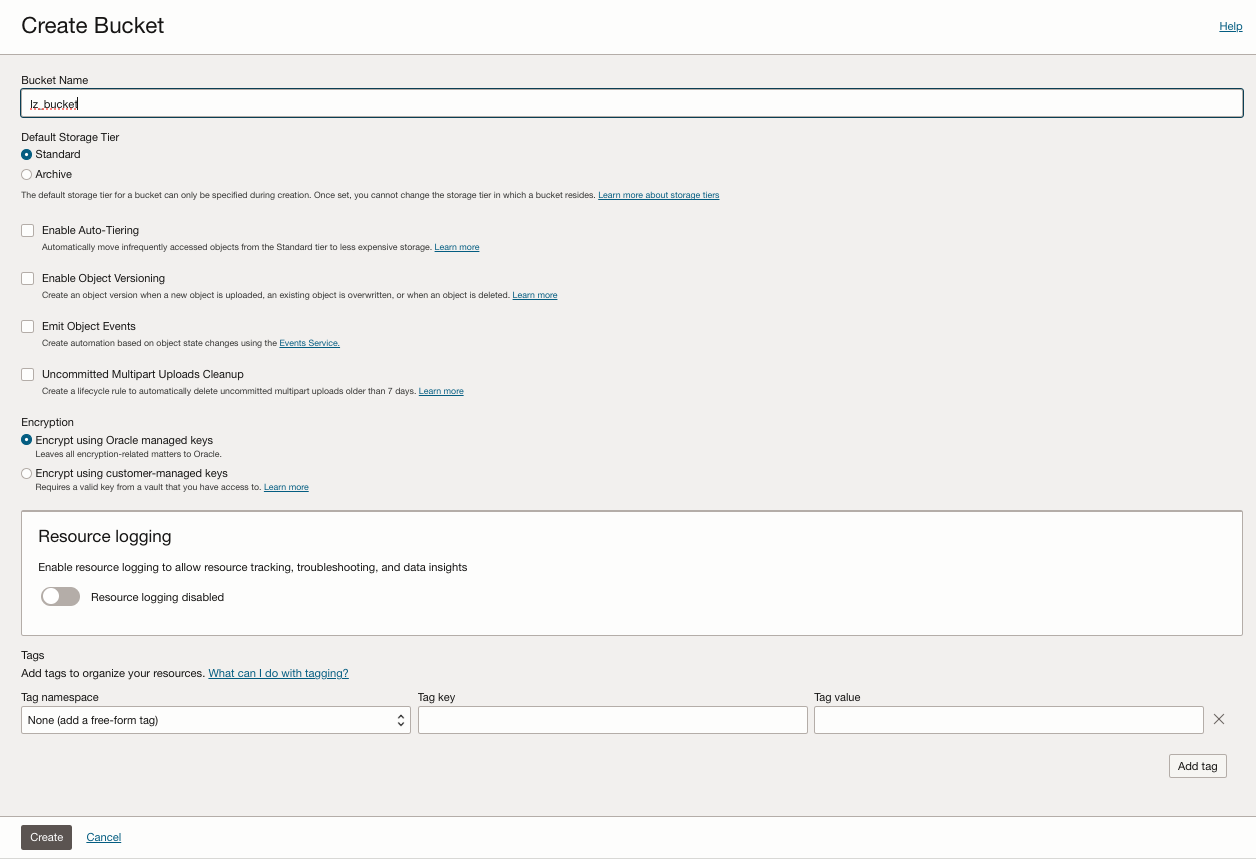 Create Bucket
Help
Bucket Name
lz_bucket
Default Storage Tier
Standard
Archive
The default storage tier for a bucket can only be specified during creation. Once set, you cannot change the storage tier in which a bucket resides. Learn more about storage tiers
Enable Auto-Tiering
Automatically move infrequently accessed objects from the Standard tier to less expensive storage. Learn more
Enable Object Versioning
Create an object version when a new object is uploaded, an existing object is overwritten, or when an object is deleted. Learn more
Emit Object Events
Create automation based on object state changes using the Events Service.
Uncommitted Multipart Uploads Cleanup
Create a lifecycle rule to automatically delete uncommitted multipart uploads older than 7 days. Learn more
Encryption
Encrypt using Oracle managed keys
Leaves all encryption-related matters to Oracle.
Encrypt using customer-managed keys
Requires a valid key from a vault that you have access to. Learn more
Resource logging
Enable resource logging to allow resource tracking, troubleshooting, and data insights
Resource logging disabled
Tags
Add tags to organize your resources. What can I do with tagging?
Tag namespace
Tag key
Tag value
None (add a free-form tag)
Add tag
Create
Cancel